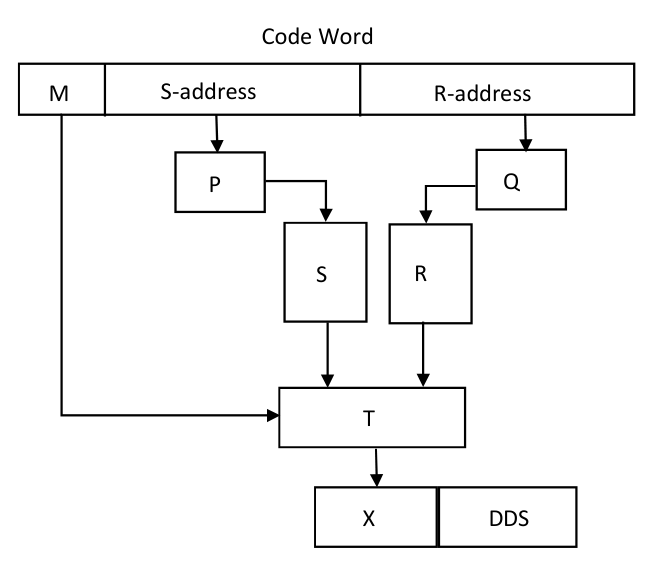 Code Word
M S-address R-address
P Q
S R
T
X DDS